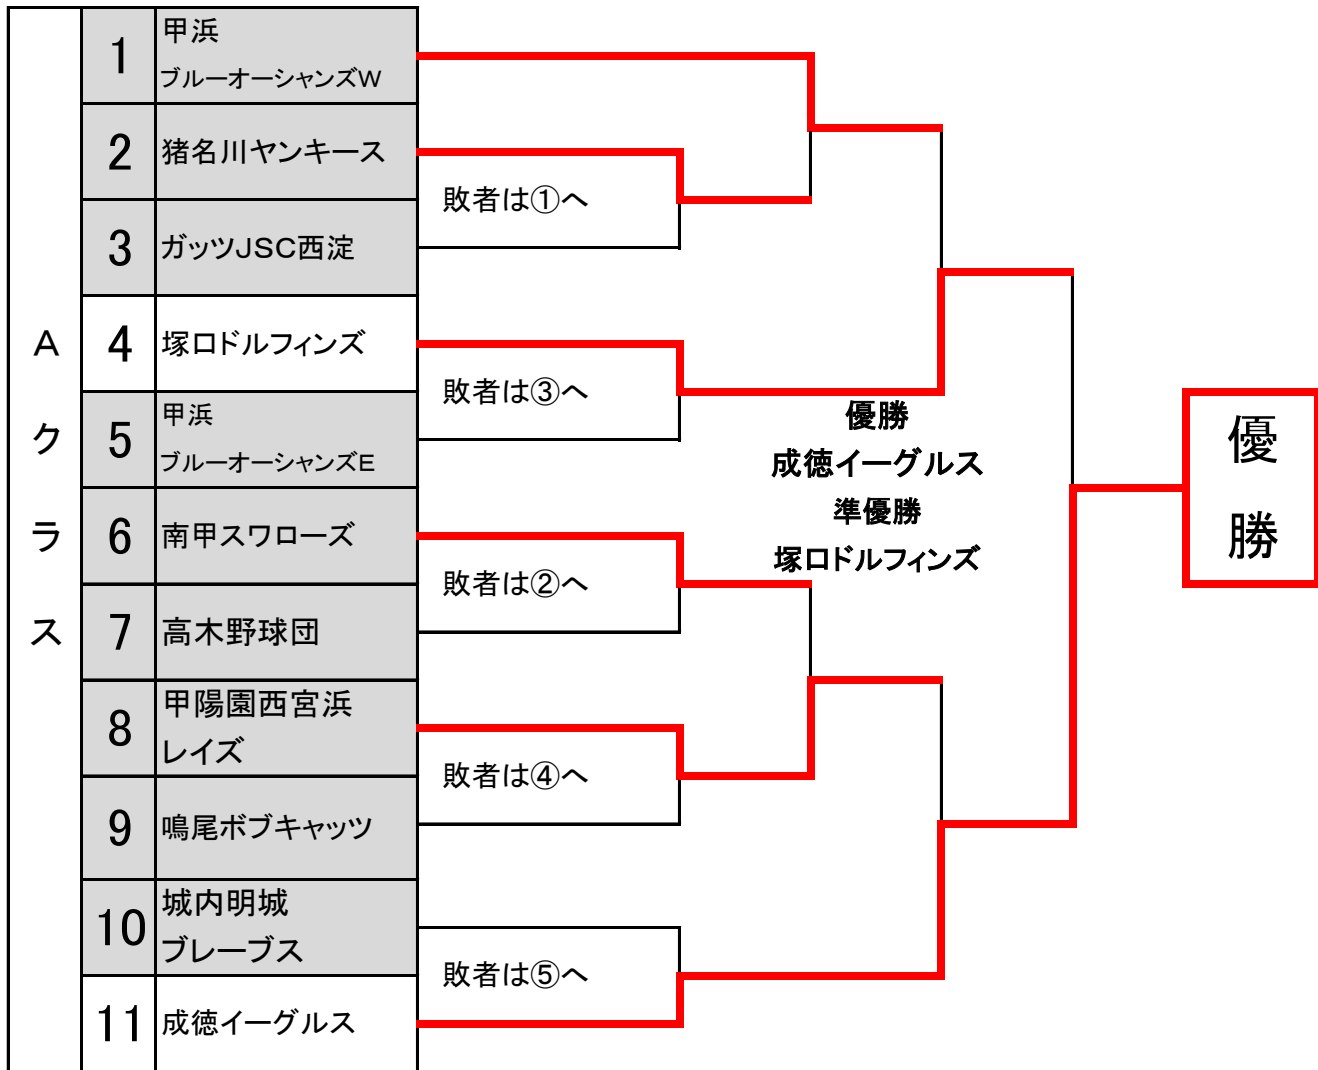 Aクラス
1 甲浜
ブルーオーシャンズW
2 猪名川ヤンキース
敗者は①へ
3 ガッツJSC西淀
4 塚口ドルフィンズ
敗者は③へ
5 甲浜
ブルーオーシャンズE
6 南甲スワローズ
敗者は②へ
7 高木野球団
8 甲陽園西宮浜
レイズ
敗者は④へ
9 鳴尾ボブキャッツ
10 城内明城
ブレーブス
敗者は⑤へ
11 成徳イーグルス
優勝
成徳イーグルス
準優勝
塚口ドルフィンズ
優勝